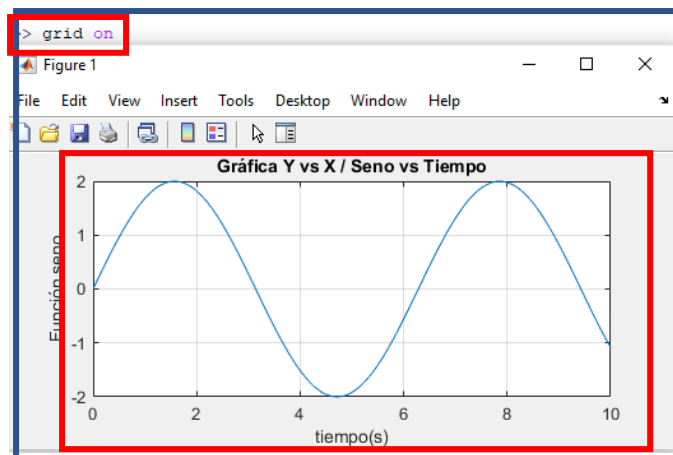 >> grid on
Figure 1
File Edit View Insert Tools Desktop Window Help
Gráfica Y vs X / Seno vs Tiempo
Función seno
2
1
0
-1
-2
0 2 4 6 8 10
tiempo(s)